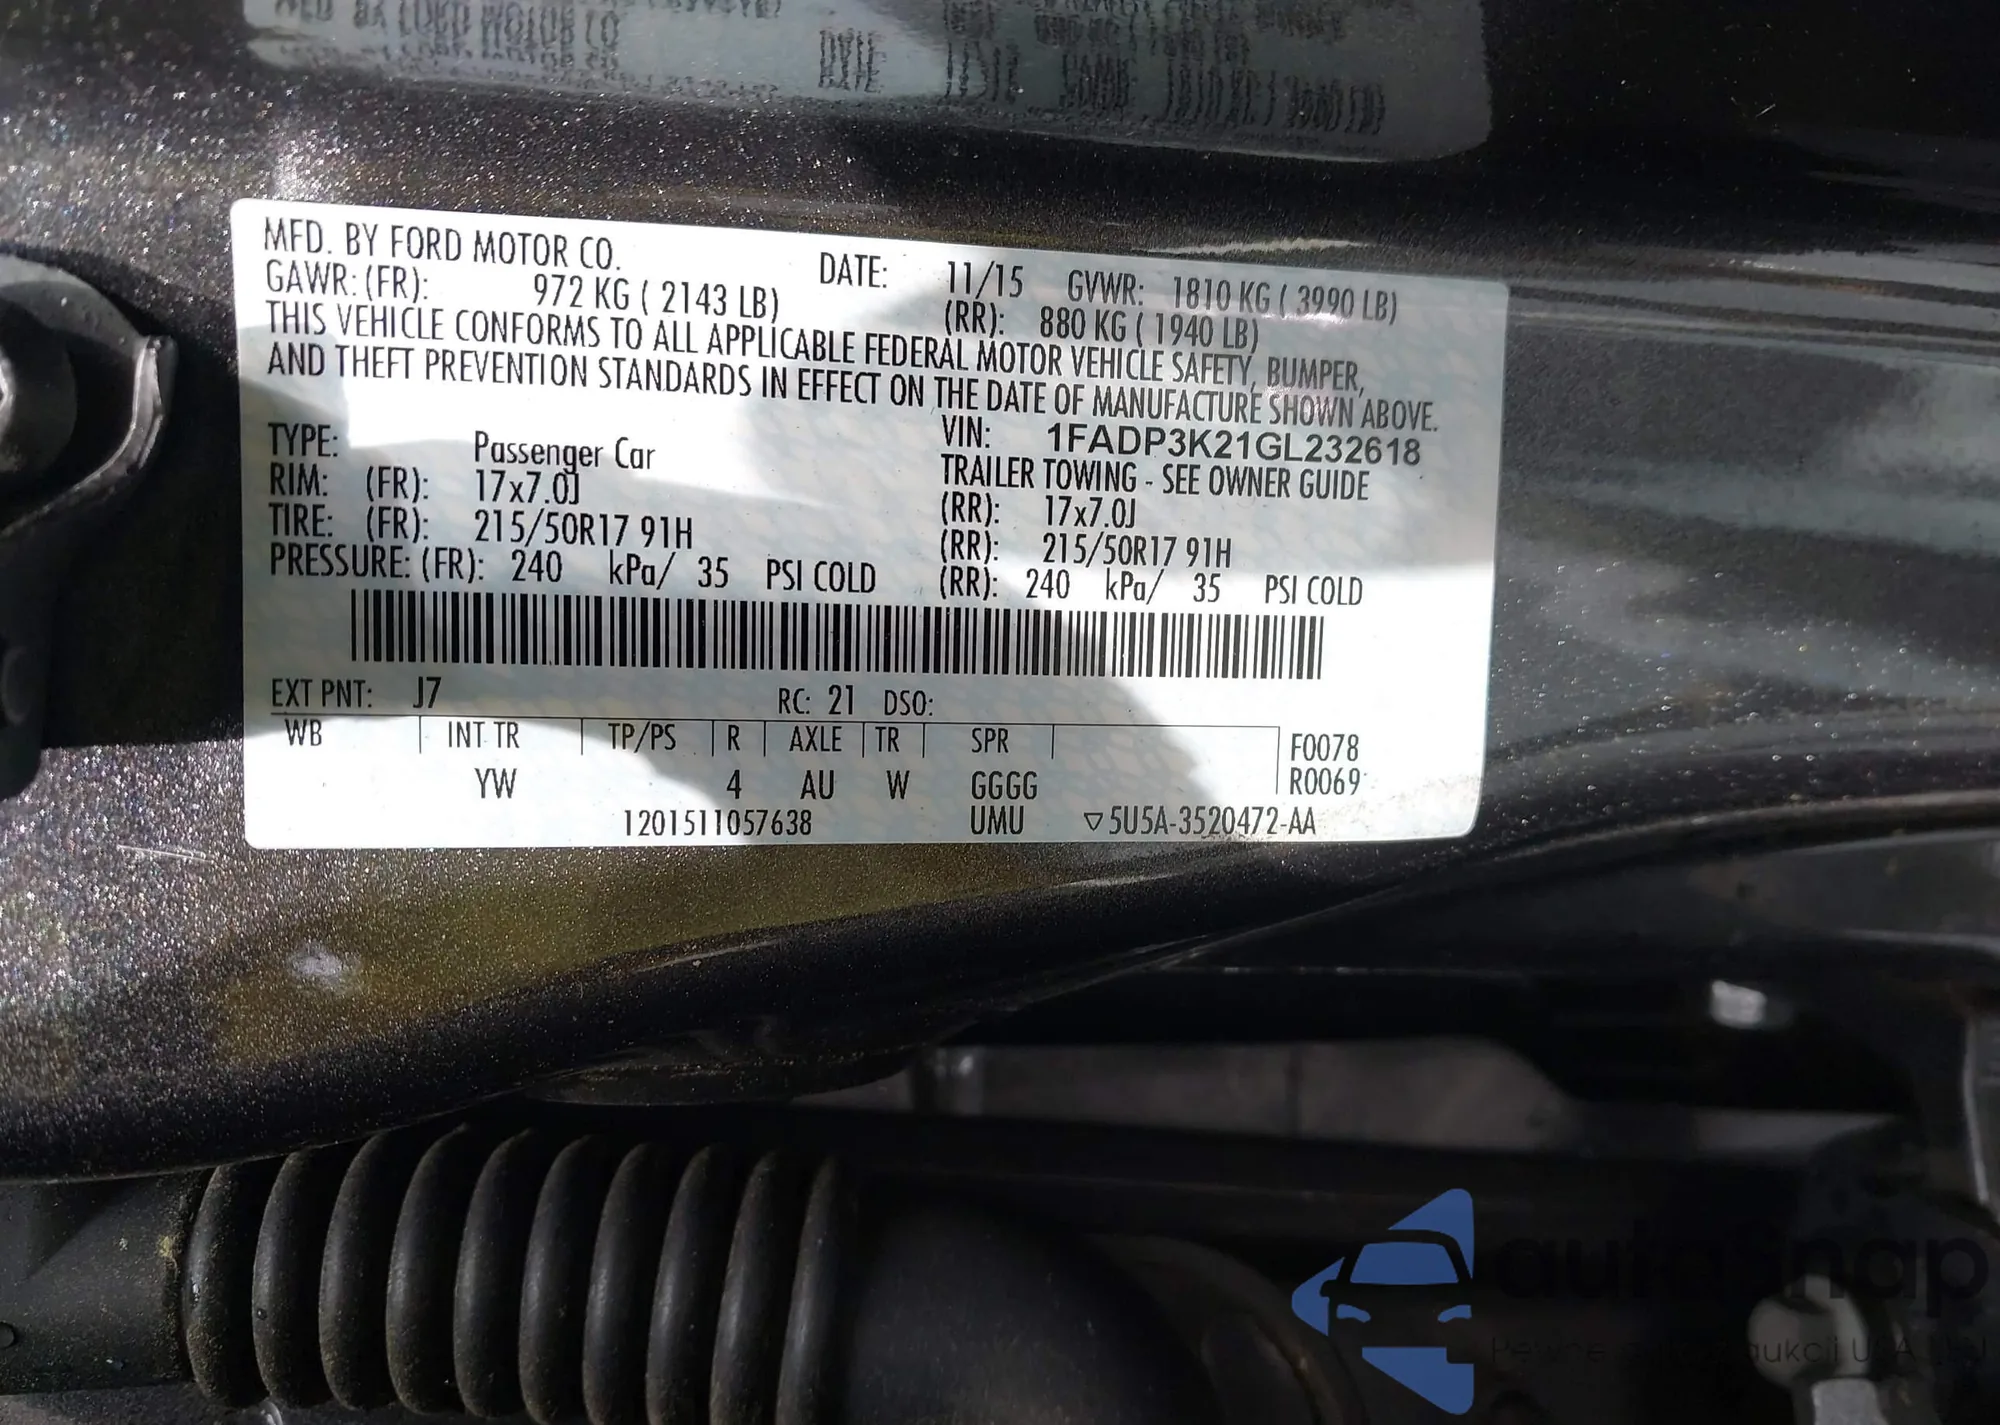 MFD. BY FORD MOTOR CO. DATE: 11/15 GVWR: 1810 KG ( 3990 LB)
GAWR: (FR): 972 KG ( 2143 LB) (RR): 880 KG ( 1940 LB)
THIS VEHICLE CONFORMS TO ALL APPLICABLE FEDERAL MOTOR VEHICLE SAFETY, BUMPER,
AND THEFT PREVENTION STANDARDS IN EFFECT ON THE DATE OF MANUFACTURE SHOWN ABOVE.
VIN: 1FADP3K21GL232618
TYPE: Passenger Car TRAILER TOWING - SEE OWNER GUIDE
RIM: (FR): 17x7.0J (RR): 17x7.0J
TIRE: (FR): 215/50R17 91H (RR): 215/50R17 91H
PRESSURE: (FR): 240 kPa/ 35 PSI COLD (RR): 240 kPa/ 35 PSI COLD
EXT PNT: J7 RC: 21 DSO:
WB INT TR TP/PS R AXLE TR SPR F0078
YW 4 AU W GGGG R0069
1201511057638 UMU ▽5U5A-3520472-AA
autosnap